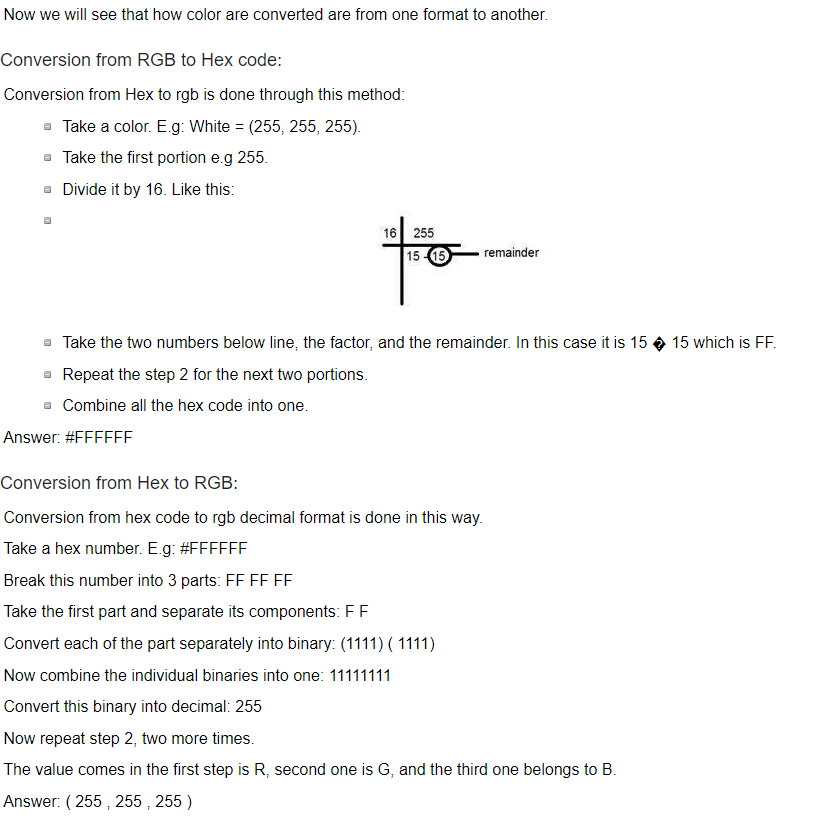 Now we will see that how color are converted are from one format to another.
Conversion from RGB to Hex code:
Conversion from Hex to rgb is done through this method:
Take a color. E.g: White = (255, 255, 255).
Take the first portion e.g 255.
Divide it by 16. Like this:
16 255
15 - 15 remainder
Take the two numbers below line, the factor, and the remainder. In this case it is 15 � 15 which is FF.
Repeat the step 2 for the next two portions.
Combine all the hex code into one.
Answer: #FFFFFF
Conversion from Hex to RGB:
Conversion from hex code to rgb decimal format is done in this way.
Take a hex number. E.g: #FFFFFF
Break this number into 3 parts: FF FF FF
Take the first part and separate its components: F F
Convert each of the part separately into binary: (1111) ( 1111)
Now combine the individual binaries into one: 11111111
Convert this binary into decimal: 255
Now repeat step 2, two more times.
The value comes in the first step is R, second one is G, and the third one belongs to B.
Answer: ( 255 , 255 , 255 )